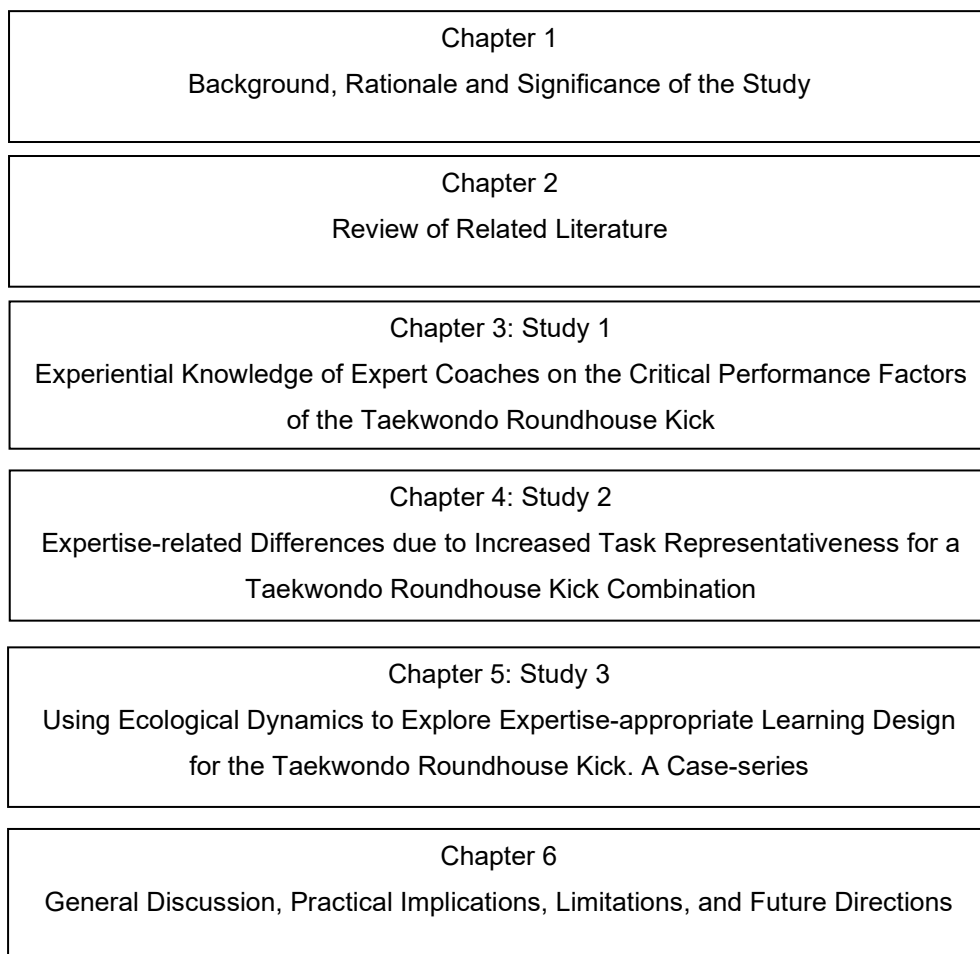 Chapter 1
Background, Rationale and Significance of the Study
Chapter 2
Review of Related Literature
Chapter 3: Study 1
Experiential Knowledge of Expert Coaches on the Critical Performance Factors
of the Taekwondo Roundhouse Kick
Chapter 4: Study 2
Expertise-related Differences due to Increased Task Representativeness for a
Taekwondo Roundhouse Kick Combination
Chapter 5: Study 3
Using Ecological Dynamics to Explore Expertise-appropriate Learning Design
for the Taekwondo Roundhouse Kick. A Case-series
Chapter 6
General Discussion, Practical Implications, Limitations, and Future Directions